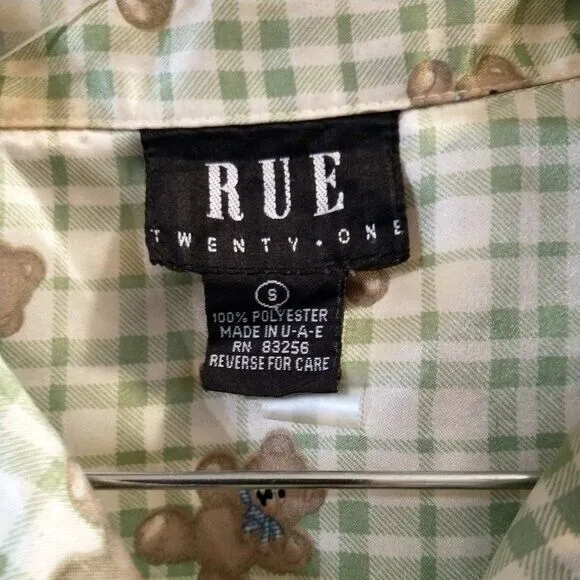 RUE
TWENTY·ONE
S
100% POLYESTER
MADE IN U-A-E
RN 83256
REVERSE FOR CARE